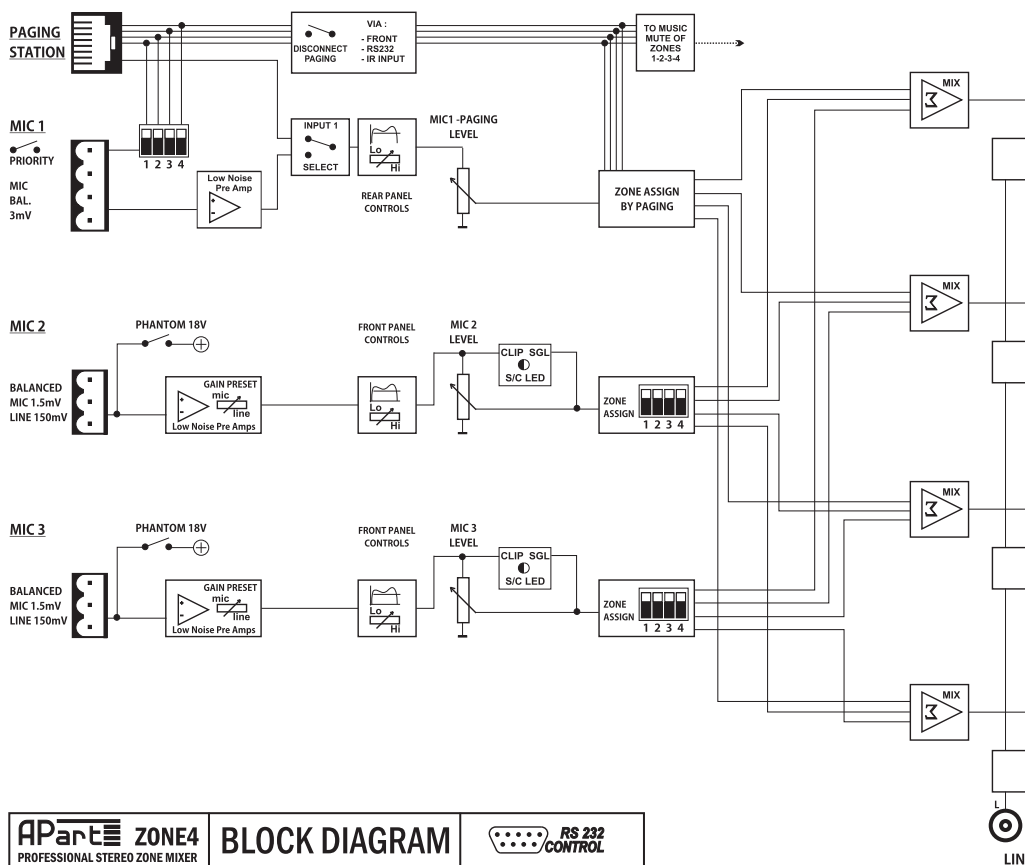 PAGING
STATION
DISCONNECT
PAGING
VIA :
- FRONT
- RS232
- IR INPUT
TO MUSIC
MUTE OF
ZONES
1-2-3-4
MIC 1
PRIORITY
MIC
BAL.
3mV
1 2 3 4
Low Noise
Pre Amp
INPUT 1
SELECT
Lo
Hi
REAR PANEL
CONTROLS
MIC1 -PAGING
LEVEL
ZONE ASSIGN
BY PAGING
MIX
Σ
MIC 2
PHANTOM 18V
BALANCED
MIC 1.5mV
LINE 150mV
GAIN PRESET
mic
line
Low Noise Pre Amps
FRONT PANEL
CONTROLS
Lo
Hi
MIC 2
LEVEL
CLIP SGL
S/C LED
ZONE
ASSIGN
1 2 3 4
MIX
Σ
MIC 3
PHANTOM 18V
BALANCED
MIC 1.5mV
LINE 150mV
GAIN PRESET
mic
line
Low Noise Pre Amps
FRONT PANEL
CONTROLS
Lo
Hi
MIC 3
LEVEL
CLIP SGL
S/C LED
ZONE
ASSIGN
1 2 3 4
MIX
Σ
MIX
Σ
L
LIN
APart ZONE4
PROFESSIONAL STEREO ZONE MIXER
BLOCK DIAGRAM
RS 232
CONTROL